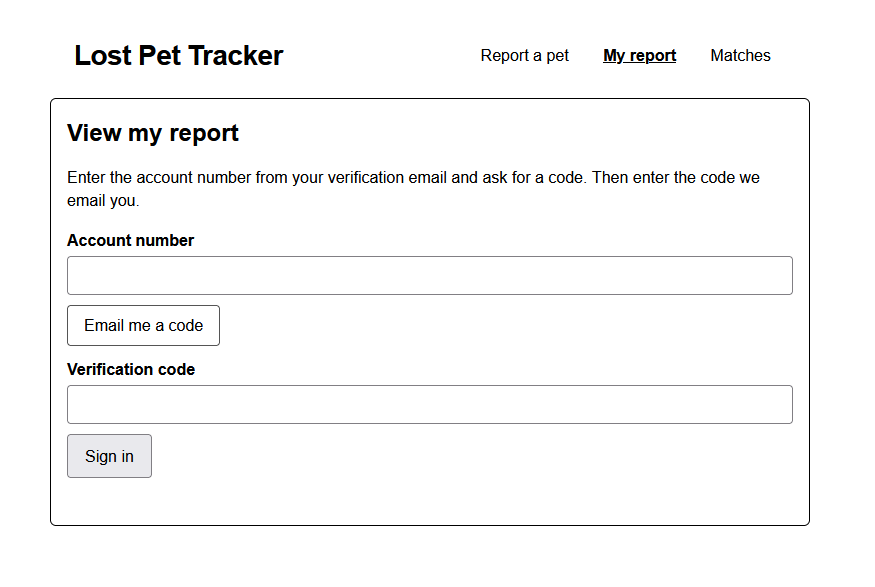 Lost Pet Tracker
Report a pet
My report
Matches
View my report
Enter the account number from your verification email and ask for a code. Then enter the code we
email you.
Account number
Email me a code
Verification code
Sign in